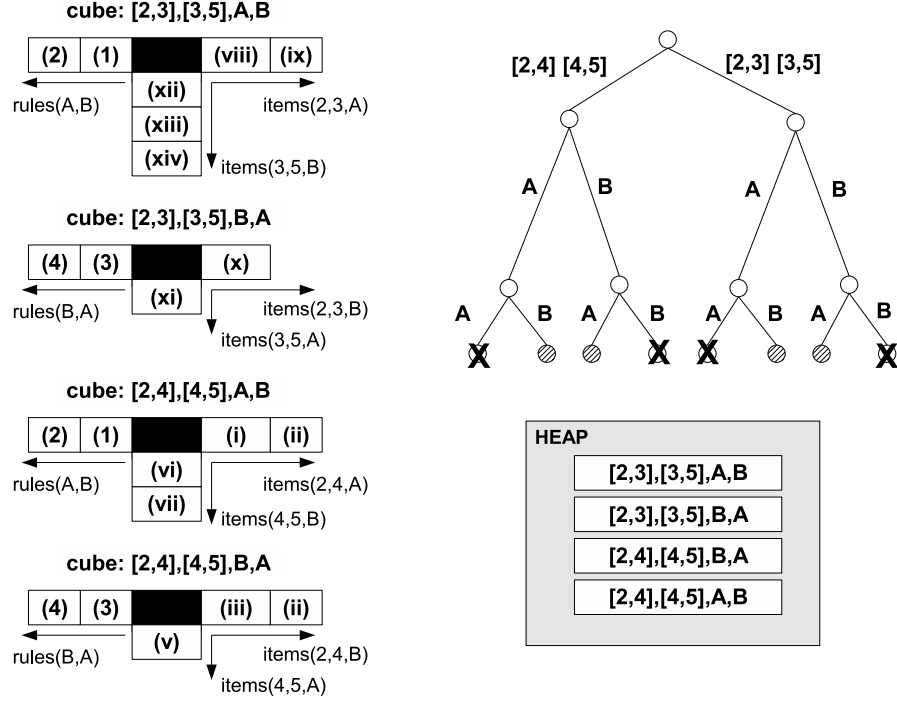 cube: [2,3],[3,5],A,B
(2) (1) (viii) (ix)
(xii)
rules(A,B) items(2,3,A)
(xiii)
(xiv)
items(3,5,B)
cube: [2,3],[3,5],B,A
(4) (3) (x)
(xi)
rules(B,A) items(2,3,B)
items(3,5,A)
cube: [2,4],[4,5],A,B
(2) (1) (i) (ii)
(vi)
rules(A,B) items(2,4,A)
(vii)
items(4,5,B)
cube: [2,4],[4,5],B,A
(4) (3) (iii) (ii)
(v)
rules(B,A) items(2,4,B)
items(4,5,A)
[2,4] [4,5] [2,3] [3,5]
A B A B
A B A B A B A B
X X X X
HEAP
[2,3],[3,5],A,B
[2,3],[3,5],B,A
[2,4],[4,5],B,A
[2,4],[4,5],A,B